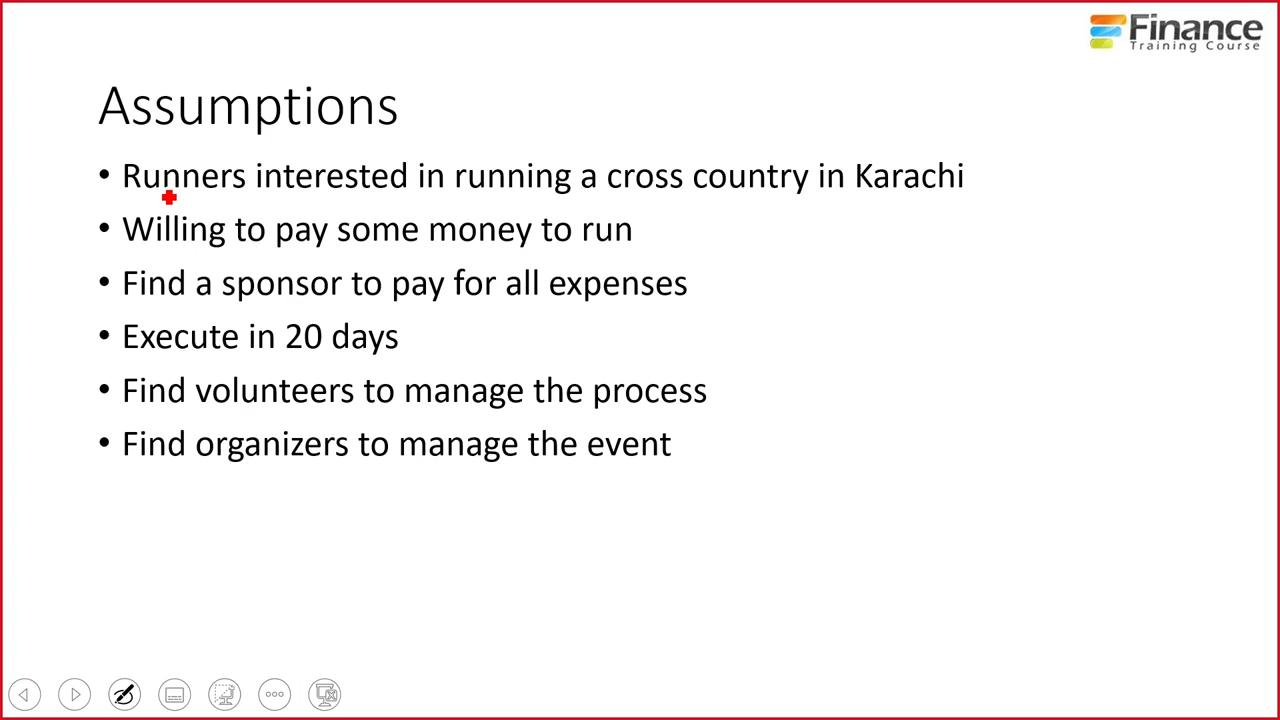 Finance
Training Course
Assumptions
• Runners interested in running a cross country in Karachi
• Willing to pay some money to run
• Find a sponsor to pay for all expenses
• Execute in 20 days
• Find volunteers to manage the process
• Find organizers to manage the event